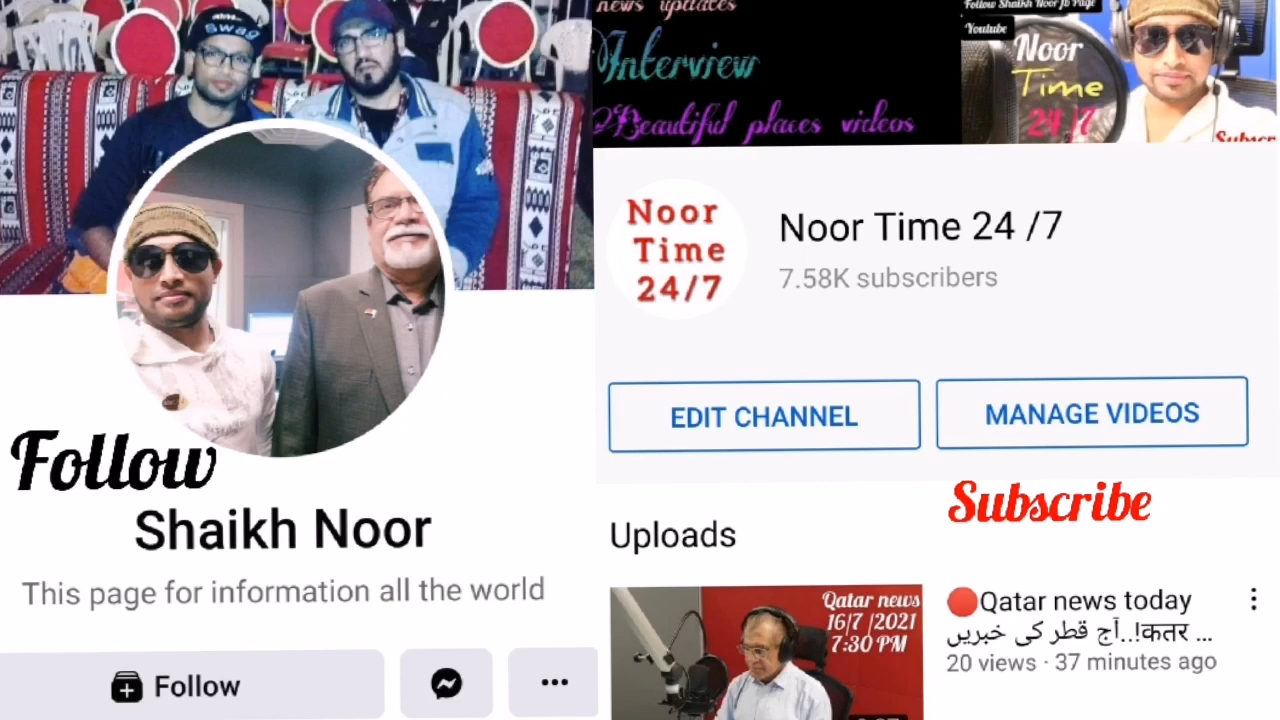 Swag
Follow
Shaikh Noor
This page for information all the world
Follow
news updates
Interview
Beautiful places videos
Follow Shaikh Noor fb Page
Youtube
Noor
Time
24/7
Noor
Time
24/7
Noor Time 24 /7
7.58K subscribers
EDIT CHANNEL
MANAGE VIDEOS
Subscribe
Uploads
Qatar news
16/7 /2021
7:30 PM
🔴Qatar news today
آج قطر کی خبریں..!कतर ...
20 views · 37 minutes ago